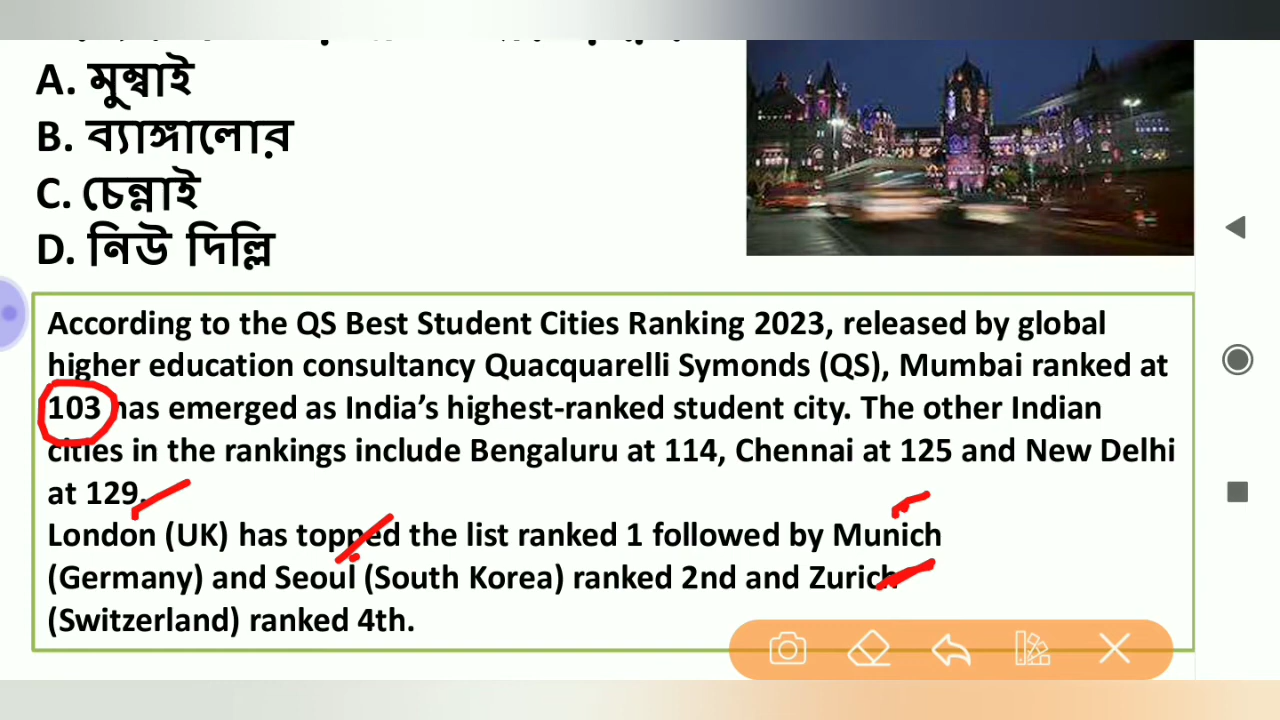 A. মুম্বাই
B. ব্যাঙ্গালোর
C. চেন্নাই
D. নিউ দিল্লি
According to the QS Best Student Cities Ranking 2023, released by global
higher education consultancy Quacquarelli Symonds (QS), Mumbai ranked at
103 has emerged as India's highest-ranked student city. The other Indian
cities in the rankings include Bengaluru at 114, Chennai at 125 and New Delhi
at 129.
London (UK) has topped the list ranked 1 followed by Munich
(Germany) and Seoul (South Korea) ranked 2nd and Zurich
(Switzerland) ranked 4th.